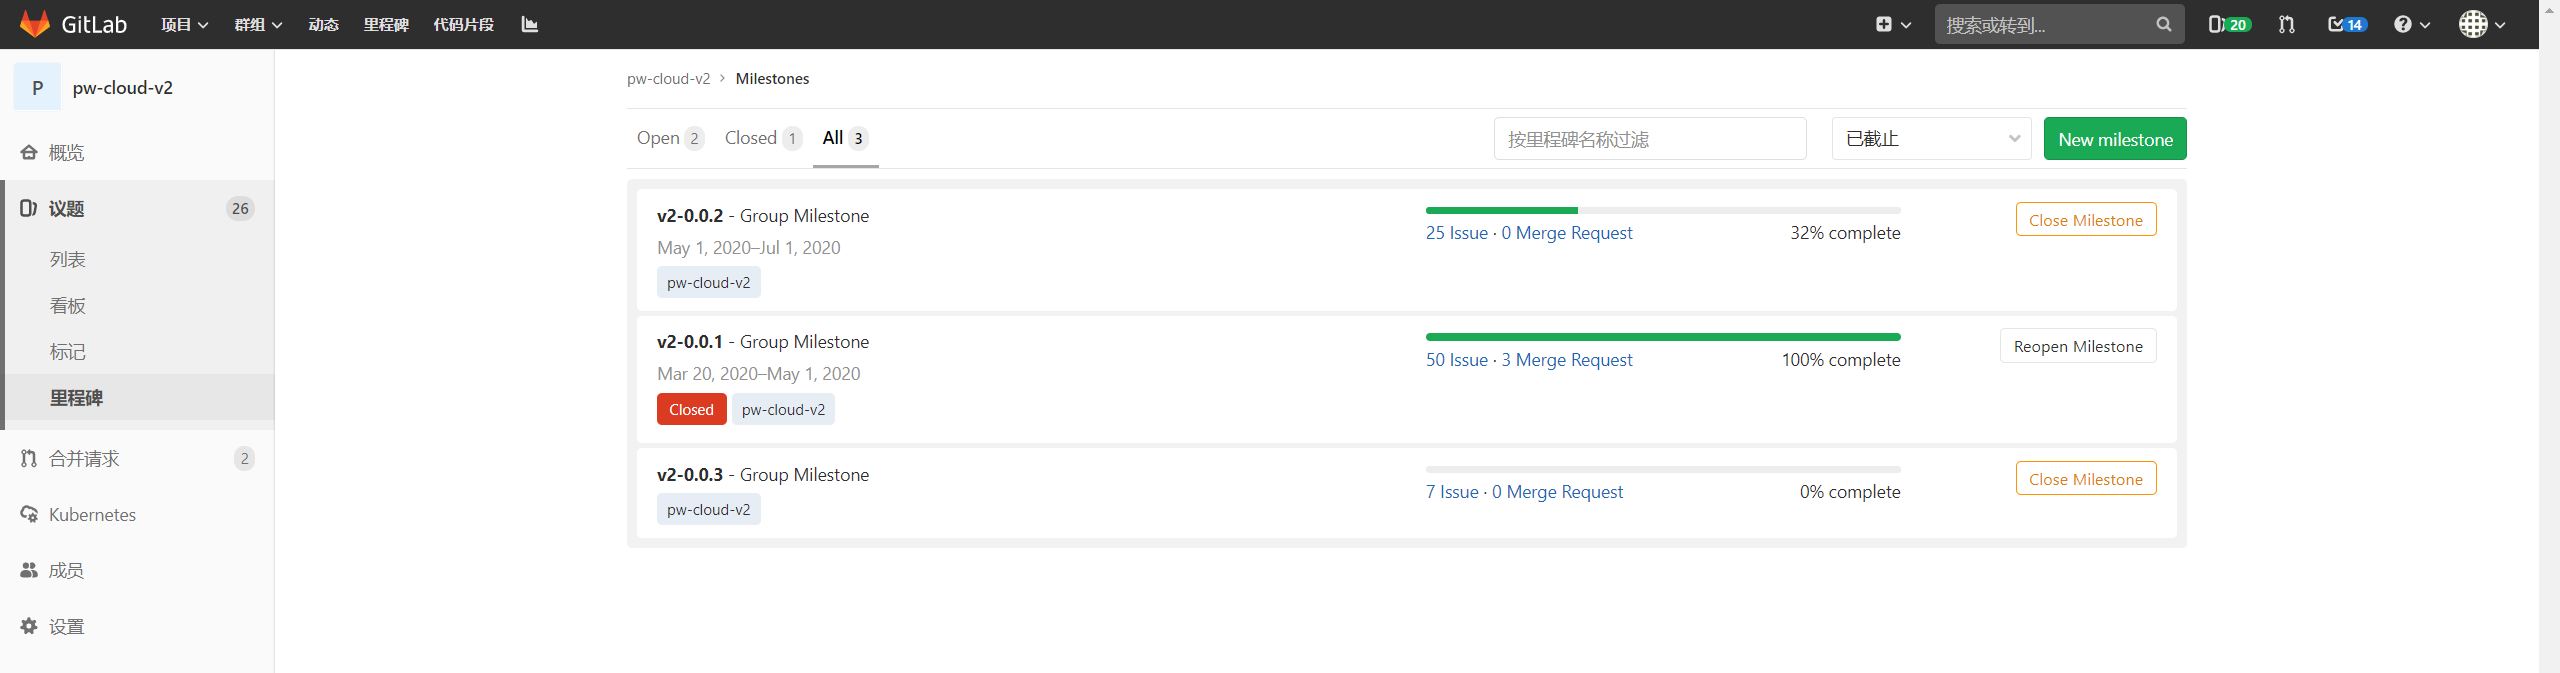 GitLab 项目 群组 动态 里程碑 代码片段 搜索或转到... 20 14
P pw-cloud-v2
概览
议题 26
列表
看板
标记
里程碑
合并请求 2
Kubernetes
成员
设置
pw-cloud-v2 > Milestones
Open 2 Closed 1 All 3 按里程碑名称过滤 已截止 New milestone
v2-0.0.2 - Group Milestone
May 1, 2020–Jul 1, 2020
pw-cloud-v2
25 Issue · 0 Merge Request 32% complete
Close Milestone
v2-0.0.1 - Group Milestone
Mar 20, 2020–May 1, 2020
Closed pw-cloud-v2
50 Issue · 3 Merge Request 100% complete
Reopen Milestone
v2-0.0.3 - Group Milestone
pw-cloud-v2
7 Issue · 0 Merge Request 0% complete
Close Milestone